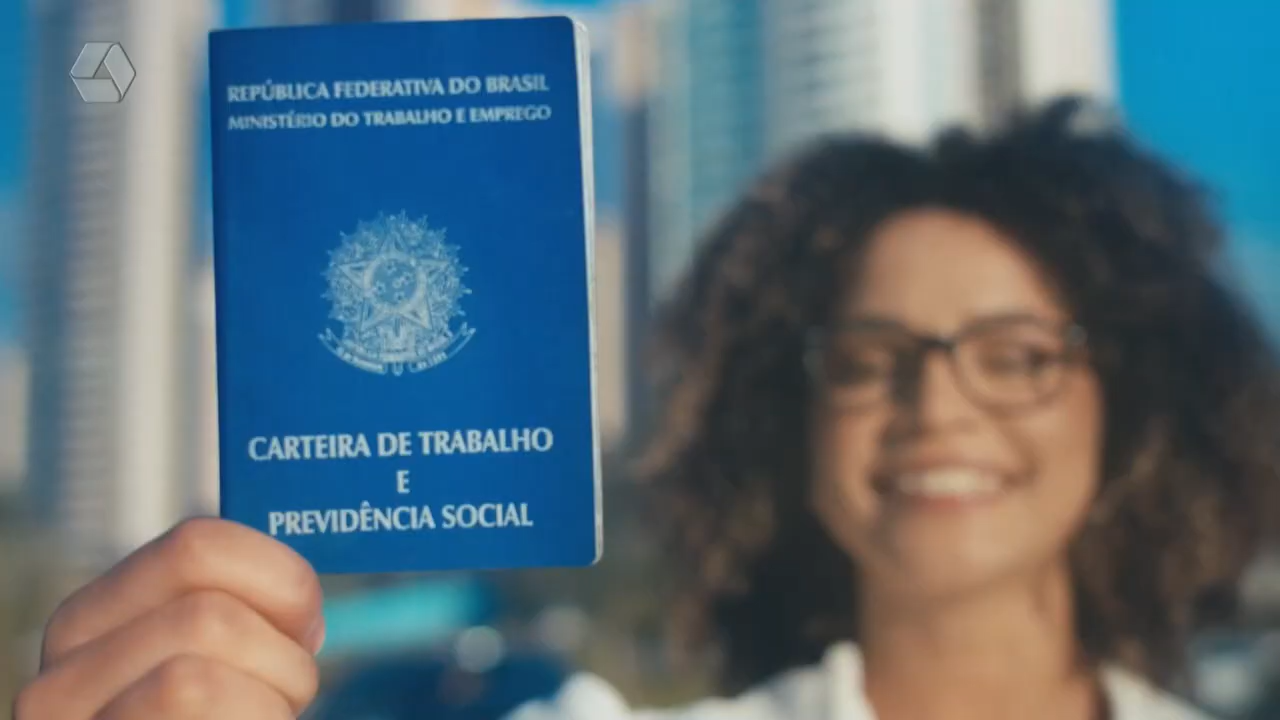 REPÚBLICA FEDERATIVA DO BRASIL
MINISTÉRIO DO TRABALHO E EMPREGO
CARTEIRA DE TRABALHO
E
PREVIDÊNCIA SOCIAL